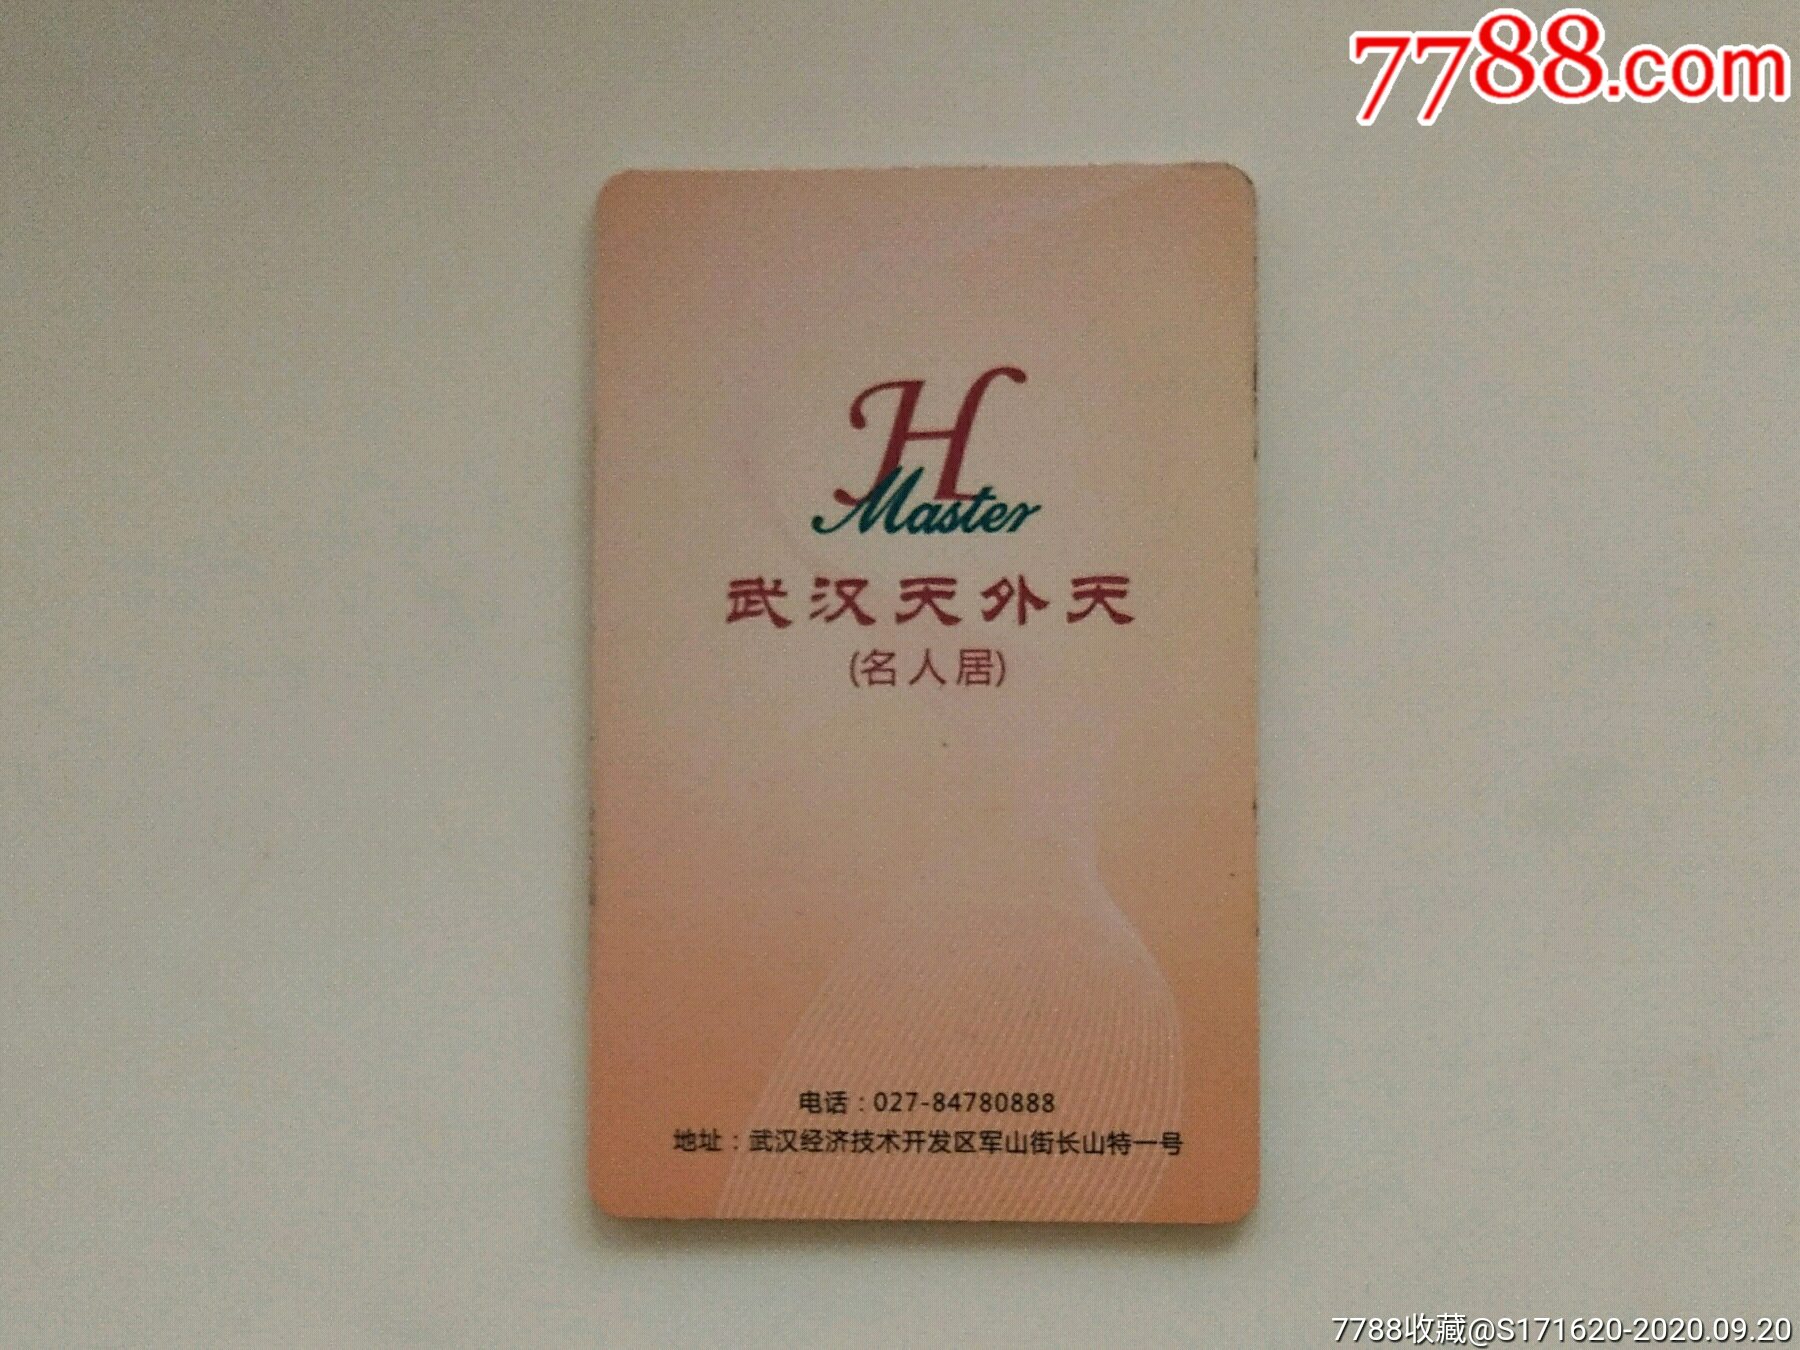 7788.com
H
Master
武汉天外天
(名人居)
电话：027-84780888
地址：武汉经济技术开发区军山街长山特一号
7788收藏@S171620-2020.09.20